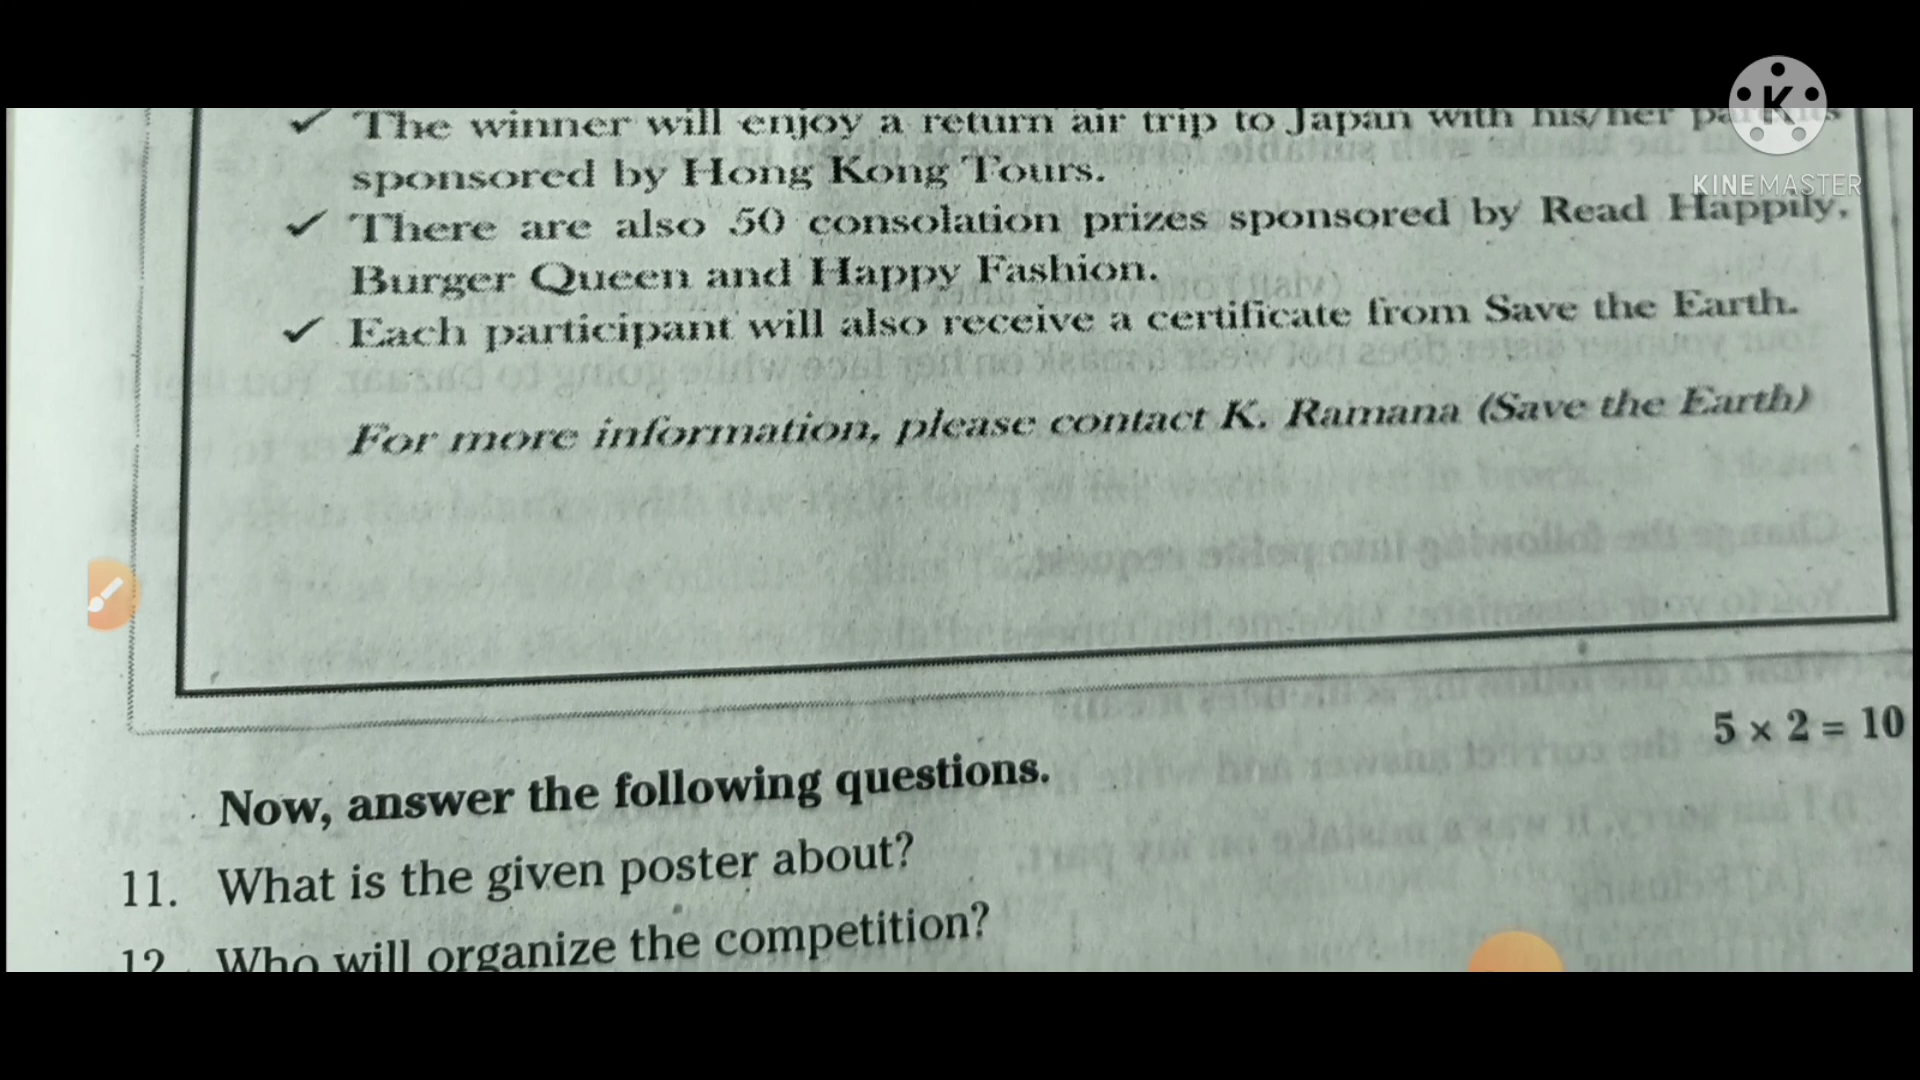 The winner will enjoy a return air trip to Japan with his/her
sponsored by Hong Kong Tours.
There are also 50 consolation prizes sponsored by Read Happily,
Burger Queen and Happy Fashion.
Each participant will also receive a certificate from Save the Earth.
For more information, please contact K. Ramana (Save the Earth)
5 × 2 = 10
Now, answer the following questions.
11. What is the given poster about?
12. Who will organize the competition?
K
KINEMASTER